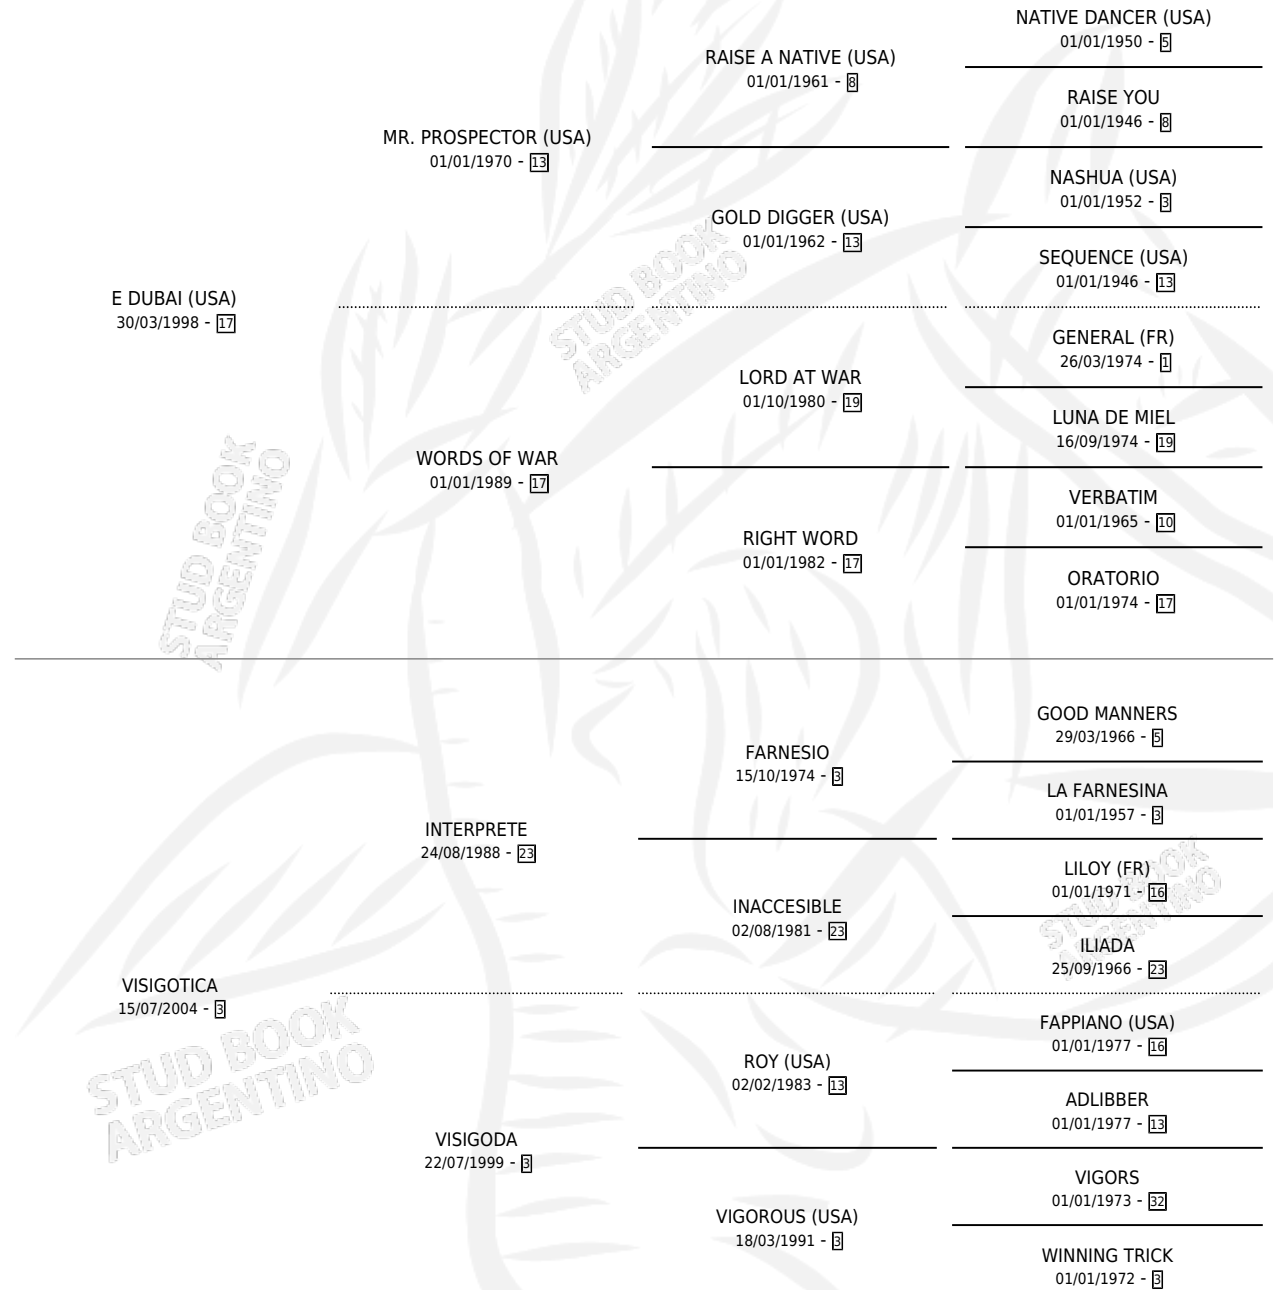 NATIVE DANCER (USA)
01/01/1950 - 5
RAISE A NATIVE (USA)
01/01/1961 - 8
RAISE YOU
01/01/1946 - 8
MR. PROSPECTOR (USA)
01/01/1970 - 13
NASHUA (USA)
01/01/1952 - 3
GOLD DIGGER (USA)
01/01/1962 - 13
SEQUENCE (USA)
01/01/1946 - 13
E DUBAI (USA)
30/03/1998 - 17
GENERAL (FR)
26/03/1974 - 1
LORD AT WAR
01/10/1980 - 19
LUNA DE MIEL
16/09/1974 - 19
WORDS OF WAR
01/01/1989 - 17
VERBATIM
01/01/1965 - 10
RIGHT WORD
01/01/1982 - 17
ORATORIO
01/01/1974 - 17
STUD BOOK
ARGENTINO
STUD BOOK
ARGENTINO
GOOD MANNERS
29/03/1966 - 5
FARNESIO
15/10/1974 - 3
LA FARNESINA
01/01/1957 - 3
INTERPRETE
24/08/1988 - 23
LILOY (FR)
01/01/1971 - 16
INACCESIBLE
02/08/1981 - 23
ILIADA
25/09/1966 - 23
STUD BOOK
ARGENTINO
VISIGOTICA
15/07/2004 - 3
FAPPIANO (USA)
01/01/1977 - 16
ROY (USA)
02/02/1983 - 13
ADLIBBER
01/01/1977 - 13
STUD BOOK
ARGENTINO
VISIGODA
22/07/1999 - 3
VIGORS
01/01/1973 - 32
VIGOROUS (USA)
18/03/1991 - 3
WINNING TRICK
01/01/1972 - 3